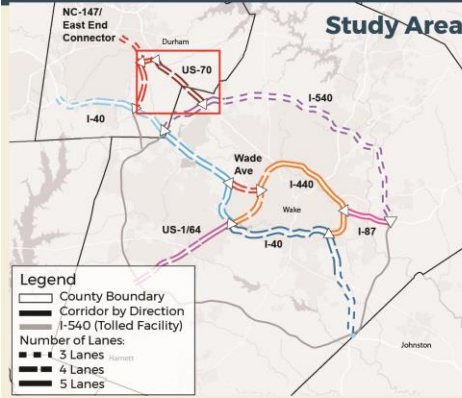 Study Area
NC-147/
East End
Connector
Durham
US-70
I-40
I-540
Wade
Ave
I-440
Wake
US-1/64
I-40
I-87
Legend
County Boundary
Corridor by Direction
I-540 (Tolled Facility)
Number of Lanes:
3 Lanes
Harnett
4 Lanes
5 Lanes
Johnston